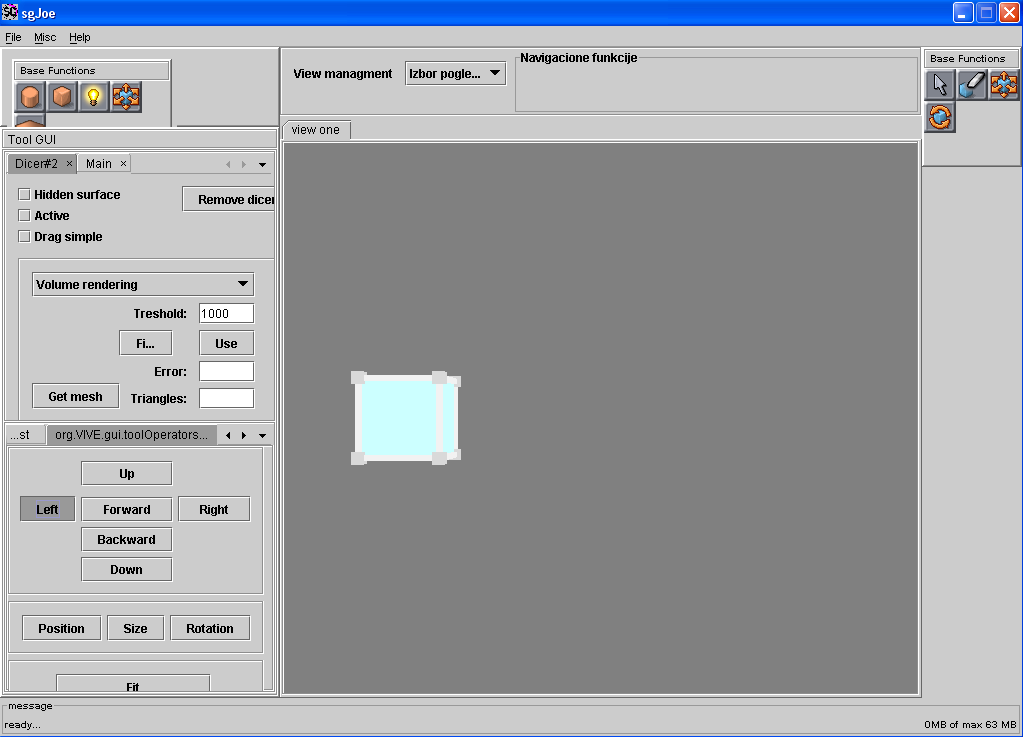 sgJoe
File Misc Help
Base Functions
View managment
Izbor pogle...
Navigacione funkcije
Base Functions
Tool GUI
view one
Dicer#2 × Main ×
Hidden surface
Remove dicer
Active
Drag simple
Volume rendering
Treshold: 1000
Fi... Use
Error:
Get mesh Triangles:
...st org.VIVE.gui.toolOperators...
Up
Left Forward Right
Backward
Down
Position Size Rotation
Fit
message
ready...
0MB of max 63 MB